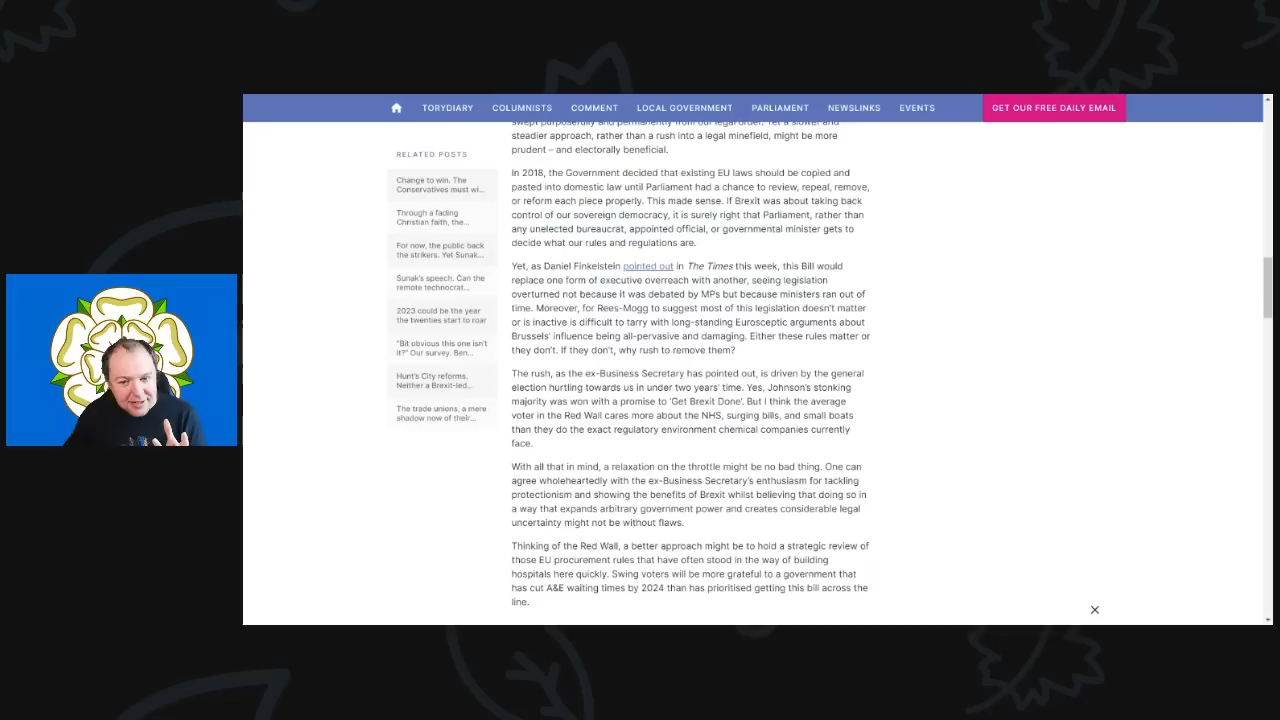 TORYDIARY COLUMNISTS COMMENT LOCAL GOVERNMENT PARLIAMENT NEWSLINKS EVENTS GET OUR FREE DAILY EMAIL
RELATED POSTS
Change to win. The
Conservatives must wi...
Through a fading
Christian faith, the...
For now, the public back
the strikers. Yet Sunak...
Sunak's speech. Can the
remote technocrat...
2023 could be the year
the twenties start to roar
"Bit obvious this one isn't
it?" Our survey. Ben...
Hunt's City reforms.
Neither a Brexit-led...
The trade unions, a mere
shadow now of their...
swept purposefully and permanently from our legal order. Yet a slower and
steadier approach, rather than a rush into a legal minefield, might be more
prudent – and electorally beneficial.
In 2018, the Government decided that existing EU laws should be copied and
pasted into domestic law until Parliament had a chance to review, repeal, remove,
or reform each piece properly. This made sense. If Brexit was about taking back
control of our sovereign democracy, it is surely right that Parliament, rather than
any unelected bureaucrat, appointed official, or governmental minister gets to
decide what our rules and regulations are.
Yet, as Daniel Finkelstein pointed out in The Times this week, this Bill would
replace one form of executive overreach with another, seeing legislation
overturned not because it was debated by MPs but because ministers ran out of
time. Moreover, for Rees-Mogg to suggest most of this legislation doesn't matter
or is inactive is difficult to tarry with long-standing Eurosceptic arguments about
Brussels' influence being all-pervasive and damaging. Either these rules matter or
they don't. If they don't, why rush to remove them?
The rush, as the ex-Business Secretary has pointed out, is driven by the general
election hurtling towards us in under two years' time. Yes, Johnson's stonking
majority was won with a promise to 'Get Brexit Done'. But I think the average
voter in the Red Wall cares more about the NHS, surging bills, and small boats
than they do the exact regulatory environment chemical companies currently
face.
With all that in mind, a relaxation on the throttle might be no bad thing. One can
agree wholeheartedly with the ex-Business Secretary's enthusiasm for tackling
protectionism and showing the benefits of Brexit whilst believing that doing so in
a way that expands arbitrary government power and creates considerable legal
uncertainty might not be without flaws.
Thinking of the Red Wall, a better approach might be to hold a strategic review of
those EU procurement rules that have often stood in the way of building
hospitals here quickly. Swing voters will be more grateful to a government that
has cut A&E waiting times by 2024 than has prioritised getting this bill across the
line.